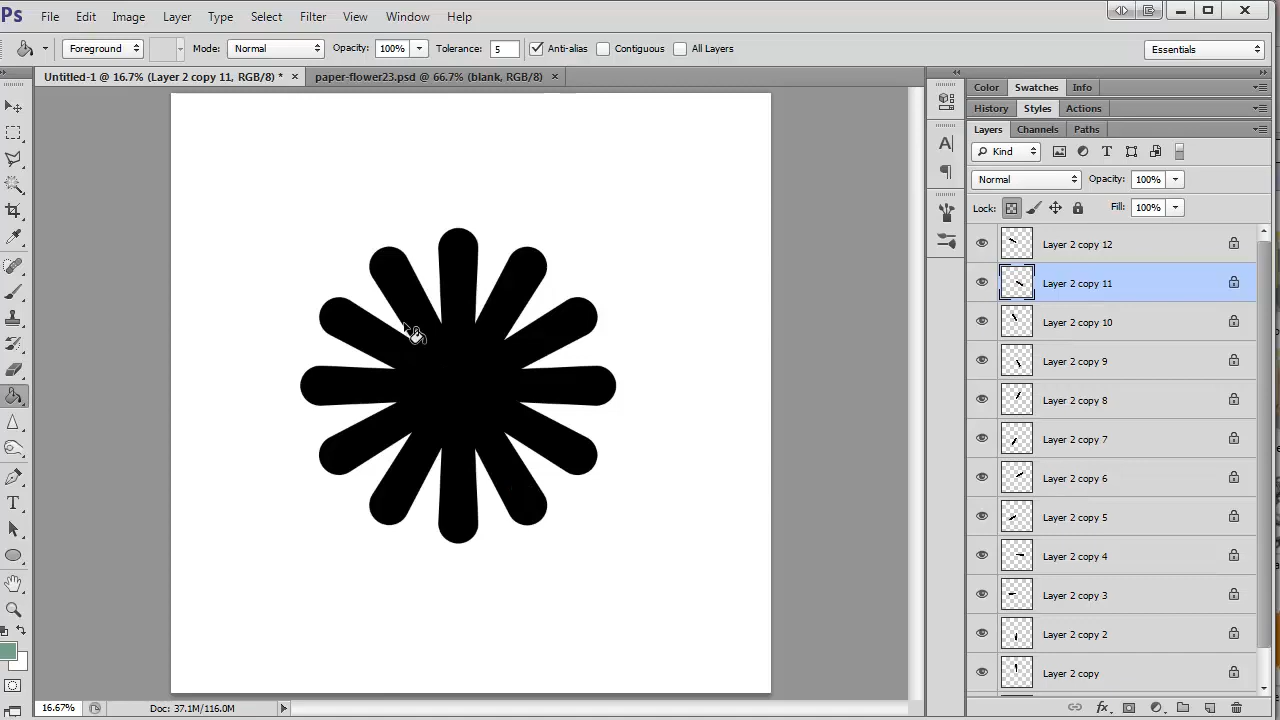 Ps File Edit Image Layer Type Select Filter View Window Help
Foreground Mode: Normal Opacity: 100% Tolerance: 5 Anti-alias Contiguous All Layers Essentials
Untitled-1 @ 16.7% (Layer 2 copy 11, RGB/8) * × paper-flower23.psd @ 66.7% (blank, RGB/8) ×
Color Swatches Info
History Styles Actions
Layers Channels Paths
Kind
Normal Opacity: 100%
Lock: Fill: 100%
Layer 2 copy 12
Layer 2 copy 11
Layer 2 copy 10
Layer 2 copy 9
Layer 2 copy 8
Layer 2 copy 7
Layer 2 copy 6
Layer 2 copy 5
Layer 2 copy 4
Layer 2 copy 3
Layer 2 copy 2
Layer 2 copy
16.67% Doc: 37.1M/116.0M